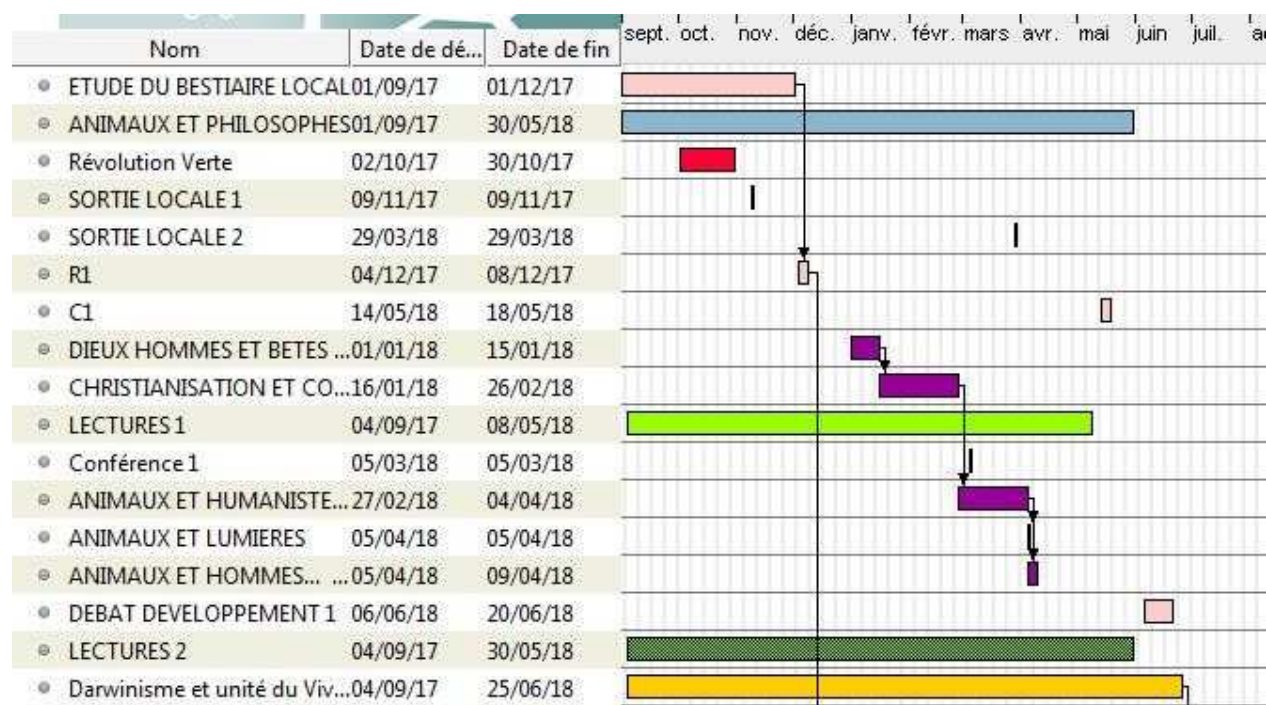 Nom Date de dé... Date de fin sept. oct. nov. déc. janv. févr. mars avr. mai juin juil.
ETUDE DU BESTIAIRE LOCAL 01/09/17 01/12/17
ANIMAUX ET PHILOSOPHES 01/09/17 30/05/18
Révolution Verte 02/10/17 30/10/17
SORTIE LOCALE 1 09/11/17 09/11/17
SORTIE LOCALE 2 29/03/18 29/03/18
R1 04/12/17 08/12/17
C1 14/05/18 18/05/18
DIEUX HOMMES ET BETES ... 01/01/18 15/01/18
CHRISTIANISATION ET CO... 16/01/18 26/02/18
LECTURES 1 04/09/17 08/05/18
Conférence 1 05/03/18 05/03/18
ANIMAUX ET HUMANISTE... 27/02/18 04/04/18
ANIMAUX ET LUMIERES 05/04/18 05/04/18
ANIMAUX ET HOMMES... ... 05/04/18 09/04/18
DEBAT DEVELOPPEMENT 1 06/06/18 20/06/18
LECTURES 2 04/09/17 30/05/18
Darwinisme et unité du Viv... 04/09/17 25/06/18